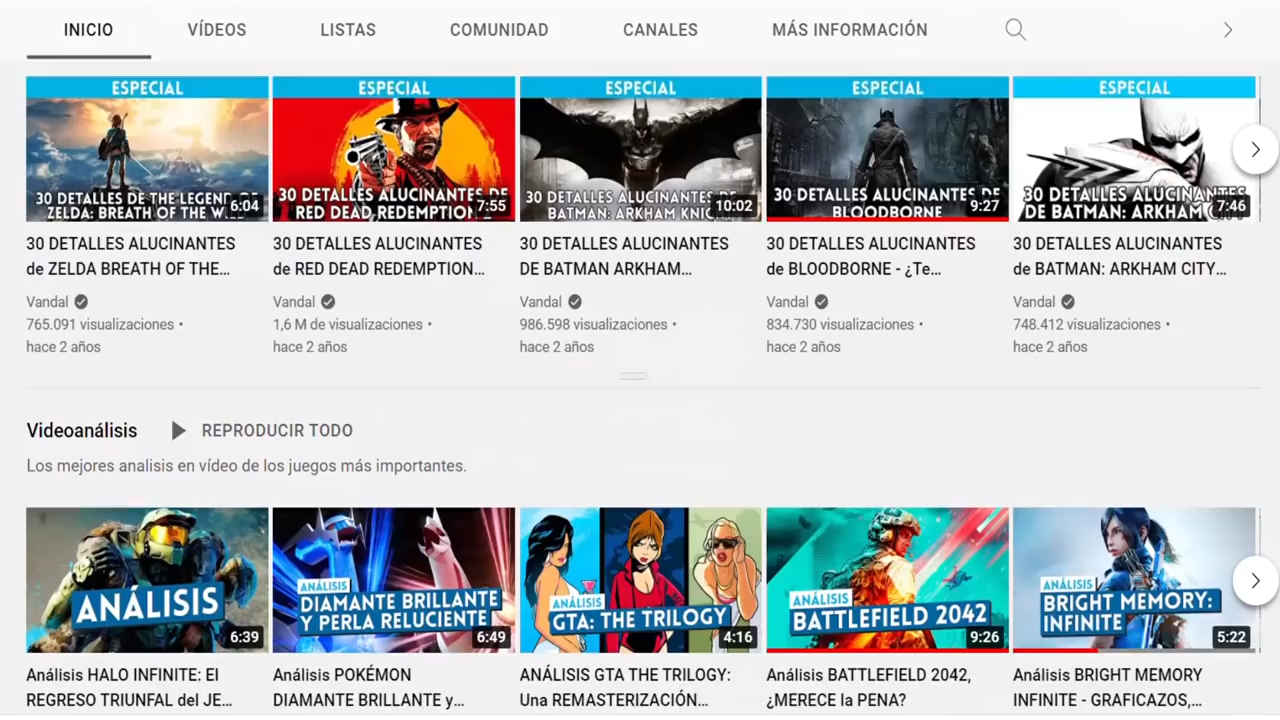 INICIO VÍDEOS LISTAS COMUNIDAD CANALES MÁS INFORMACIÓN
ESPECIAL
30 DETALLES DE THE LEGEND OF
ZELDA: BREATH OF THE
6:04
ESPECIAL
30 DETALLES ALUCINANTES DE
RED DEAD REDEMPTION
7:55
ESPECIAL
30 DETALLES ALUCINANTES DE
BATMAN: ARKHAM
10:02
ESPECIAL
30 DETALLES ALUCINANTES DE
BLOODBORNE
9:27
ESPECIAL
30 DETALLES ALUCINANTES
DE BATMAN: ARKHAM
7:46
30 DETALLES ALUCINANTES
de ZELDA BREATH OF THE...
Vandal
765.091 visualizaciones •
hace 2 años
30 DETALLES ALUCINANTES
de RED DEAD REDEMPTION...
Vandal
1,6 M de visualizaciones •
hace 2 años
30 DETALLES ALUCINANTES
DE BATMAN ARKHAM...
Vandal
986.598 visualizaciones •
hace 2 años
30 DETALLES ALUCINANTES
de BLOODBORNE - ¿Te...
Vandal
834.730 visualizaciones •
hace 2 años
30 DETALLES ALUCINANTES
de BATMAN: ARKHAM CITY...
Vandal
748.412 visualizaciones •
hace 2 años
Videoanálisis REPRODUCIR TODO
Los mejores analisis en vídeo de los juegos más importantes.
ANÁLISIS
6:39
ANÁLISIS
DIAMANTE BRILLANTE
Y PERLA RELUCIENTE
6:49
ANÁLISIS
GTA: THE TRILOGY
4:16
ANÁLISIS
BATTLEFIELD 2042
9:26
ANÁLISIS
BRIGHT MEMORY:
INFINITE
5:22
Análisis HALO INFINITE: El
REGRESO TRIUNFAL del JE...
Análisis POKÉMON
DIAMANTE BRILLANTE y...
ANÁLISIS GTA THE TRILOGY:
Una REMASTERIZACIÓN...
Análisis BATTLEFIELD 2042,
¿MERECE la PENA?
Análisis BRIGHT MEMORY
INFINITE - GRAFICAZOS,...